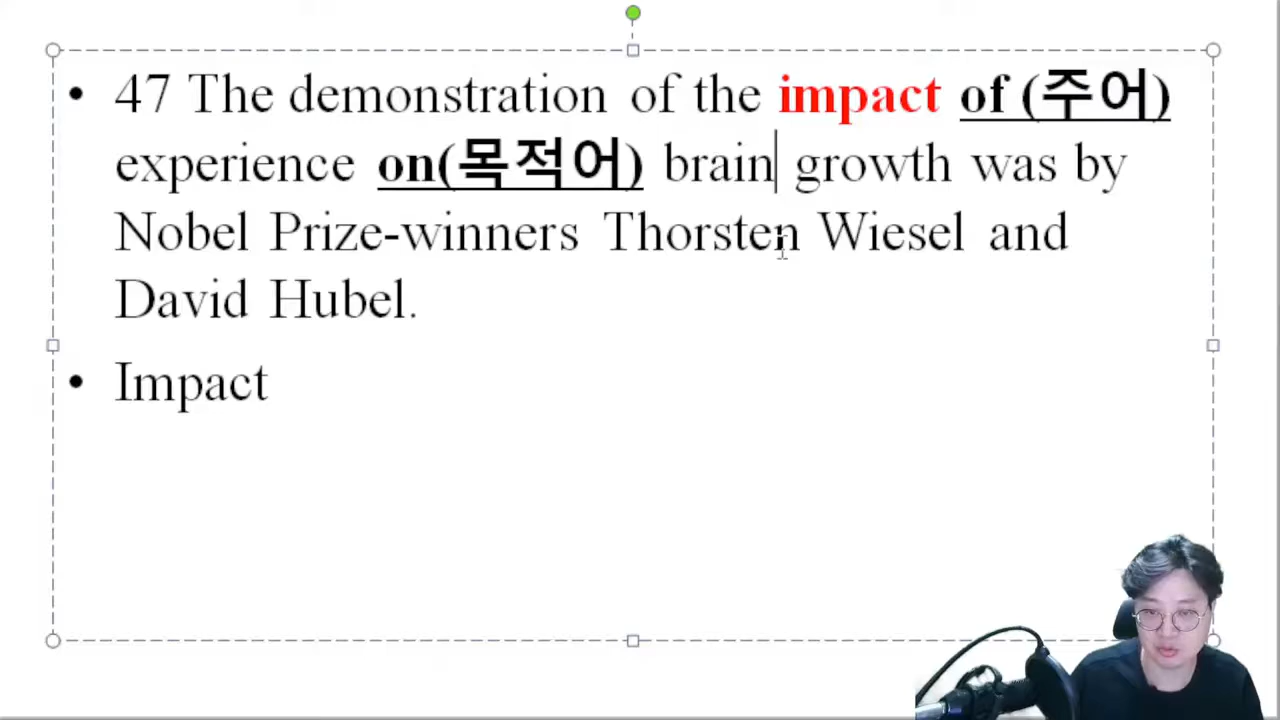 • 47 The demonstration of the impact of (주어)
experience on(목적어) brain growth was by
Nobel Prize-winners Thorsten Wiesel and
David Hubel.
• Impact